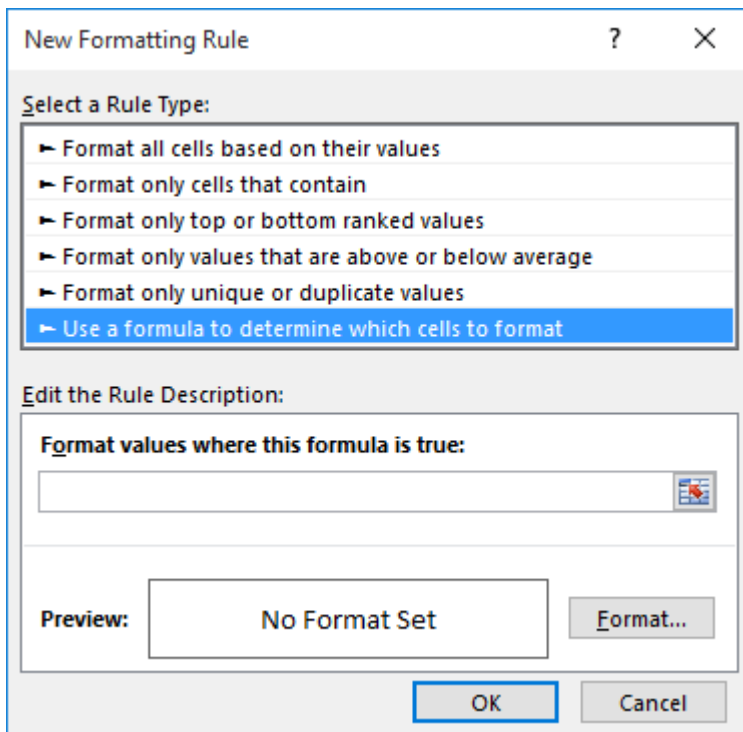 New Formatting Rule ?
Select a Rule Type:
► Format all cells based on their values
► Format only cells that contain
► Format only top or bottom ranked values
► Format only values that are above or below average
► Format only unique or duplicate values
► Use a formula to determine which cells to format
Edit the Rule Description:
Format values where this formula is true:
Preview: No Format Set Format...
OK Cancel